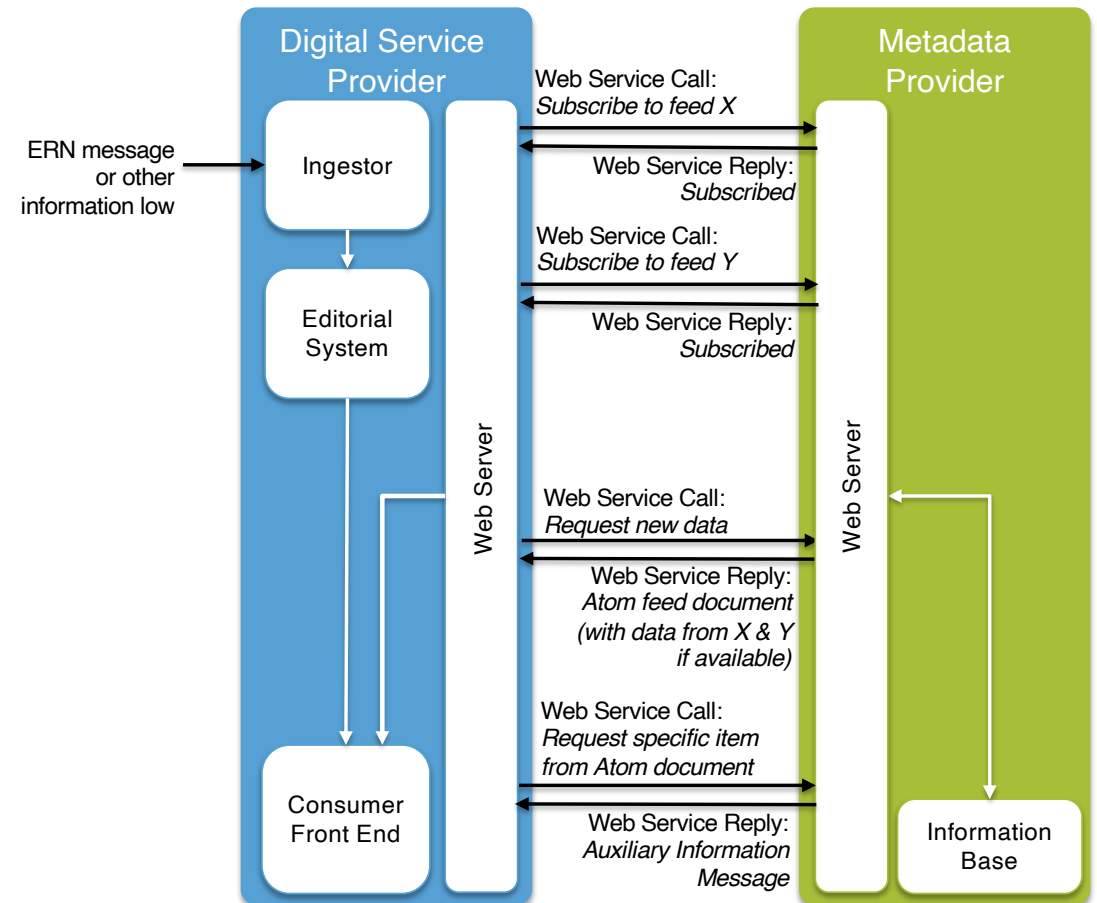 Digital Service
Provider
Metadata
Provider
Web Service Call:
Subscribe to feed X
ERN message
or other
information low
Ingestor
Web Service Reply:
Subscribed
Web Service Call:
Subscribe to feed Y
Editorial
System
Web Service Reply:
Subscribed
Web Server
Web Server
Web Service Call:
Request new data
Web Service Reply:
Atom feed document
(with data from X & Y
if available)
Web Service Call:
Request specific item
from Atom document
Consumer
Front End
Web Service Reply:
Auxiliary Information
Message
Information
Base